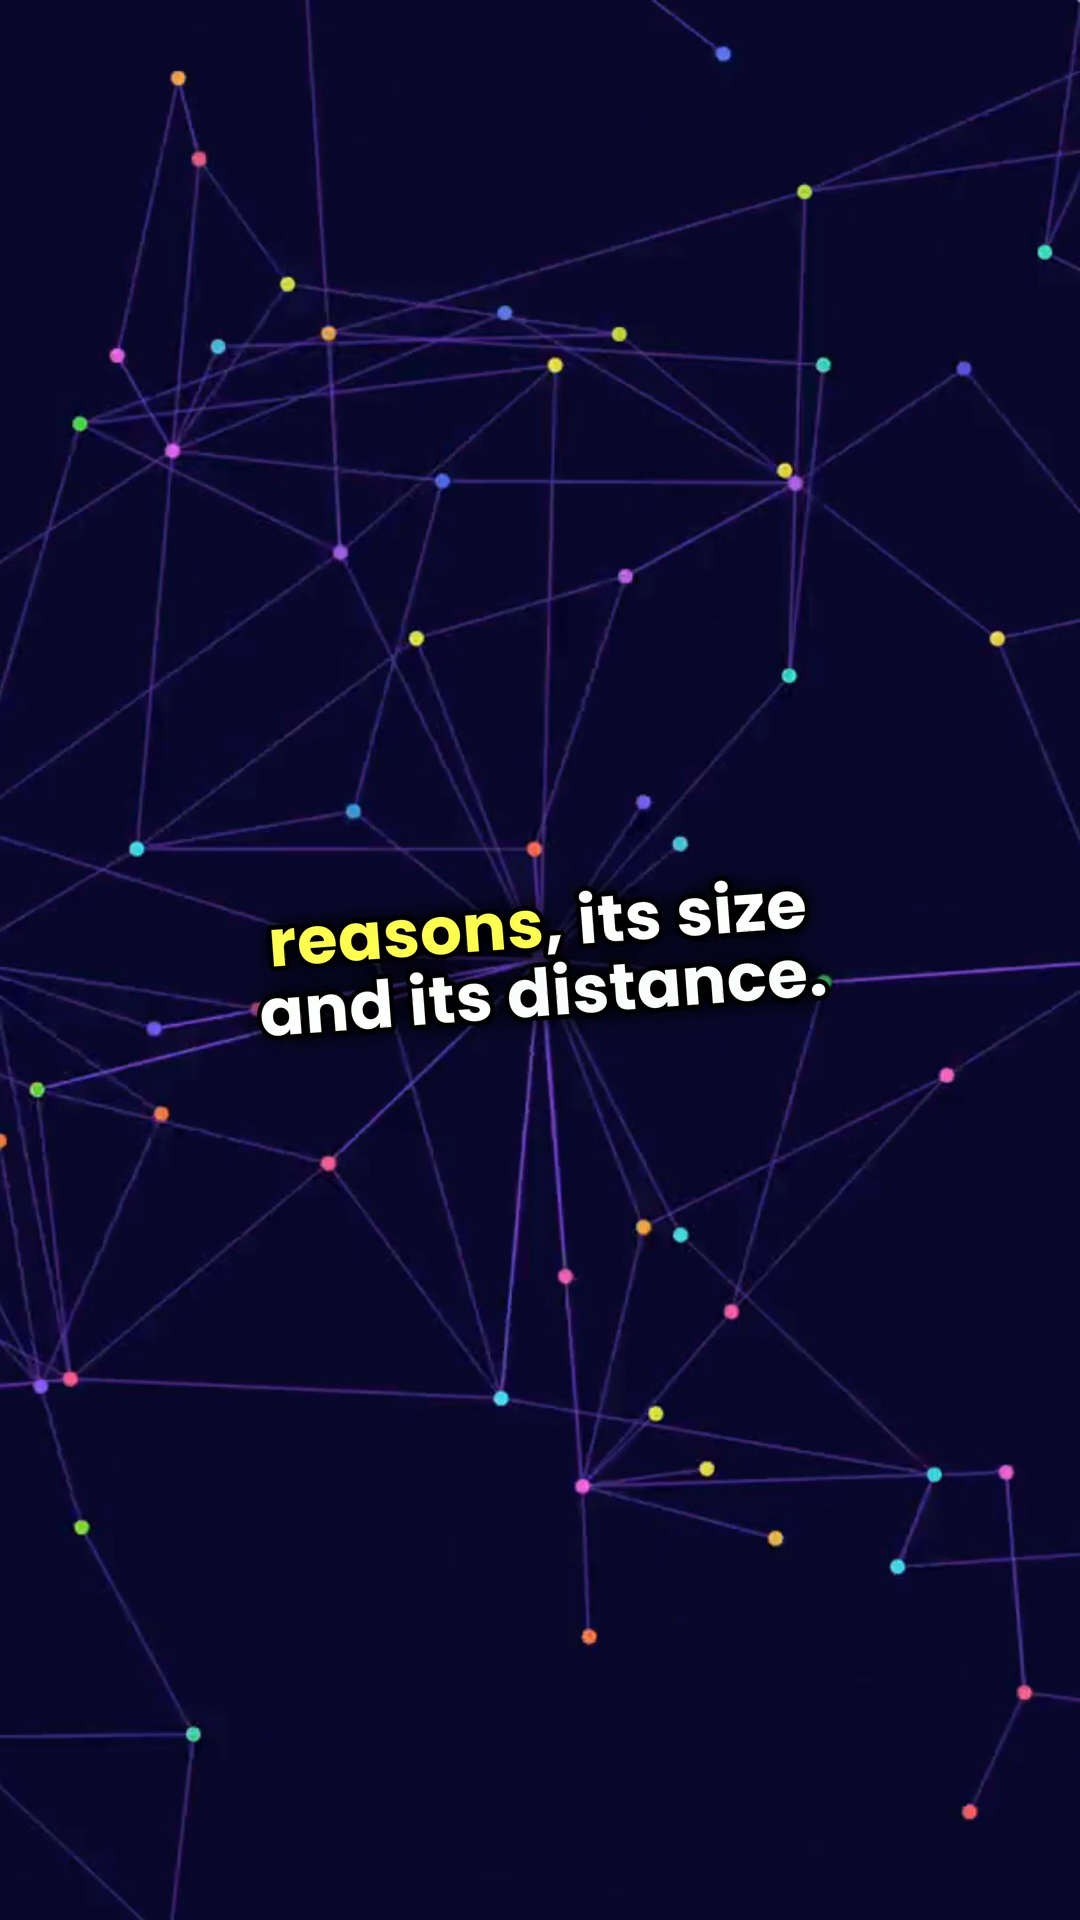 reasons, its size
and its distance.